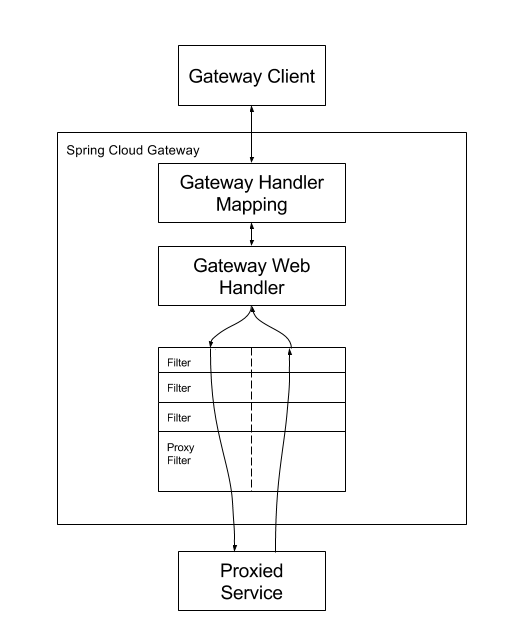 Gateway Client
Spring Cloud Gateway
Gateway Handler
Mapping
Gateway Web
Handler
Filter
Filter
Filter
Proxy
Filter
Proxied
Service